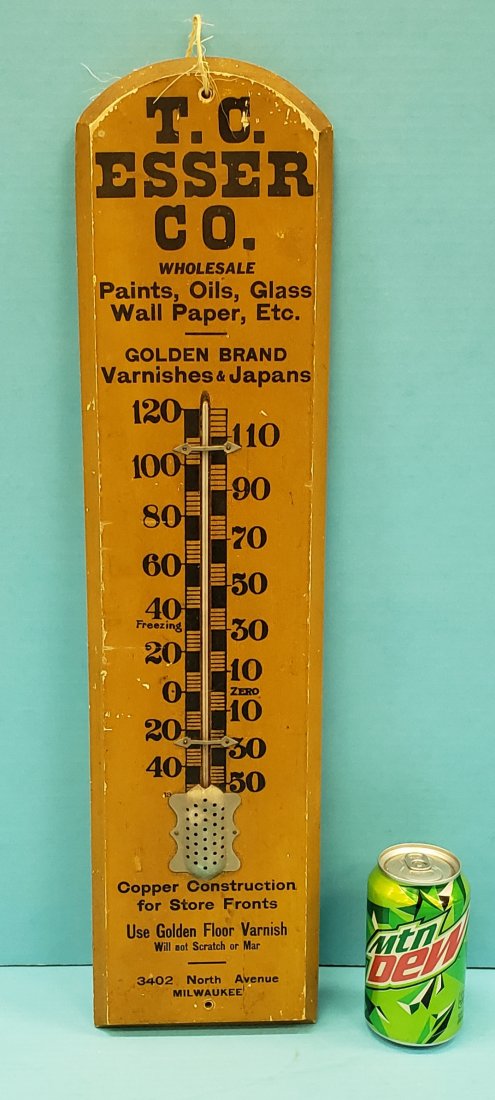 T. C.
ESSER
CO.
WHOLESALE
Paints, Oils, Glass
Wall Paper, Etc.
GOLDEN BRAND
Varnishes & Japans
120
110
100
90
80
70
60
50
40
Freezing
30
20
10
0
ZERO
10
20
30
40
50
Copper Construction
for Store Fronts
Use Golden Floor Varnish
Will not Scratch or Mar
3402 North Avenue
MILWAUKEE
Mtn
DEW